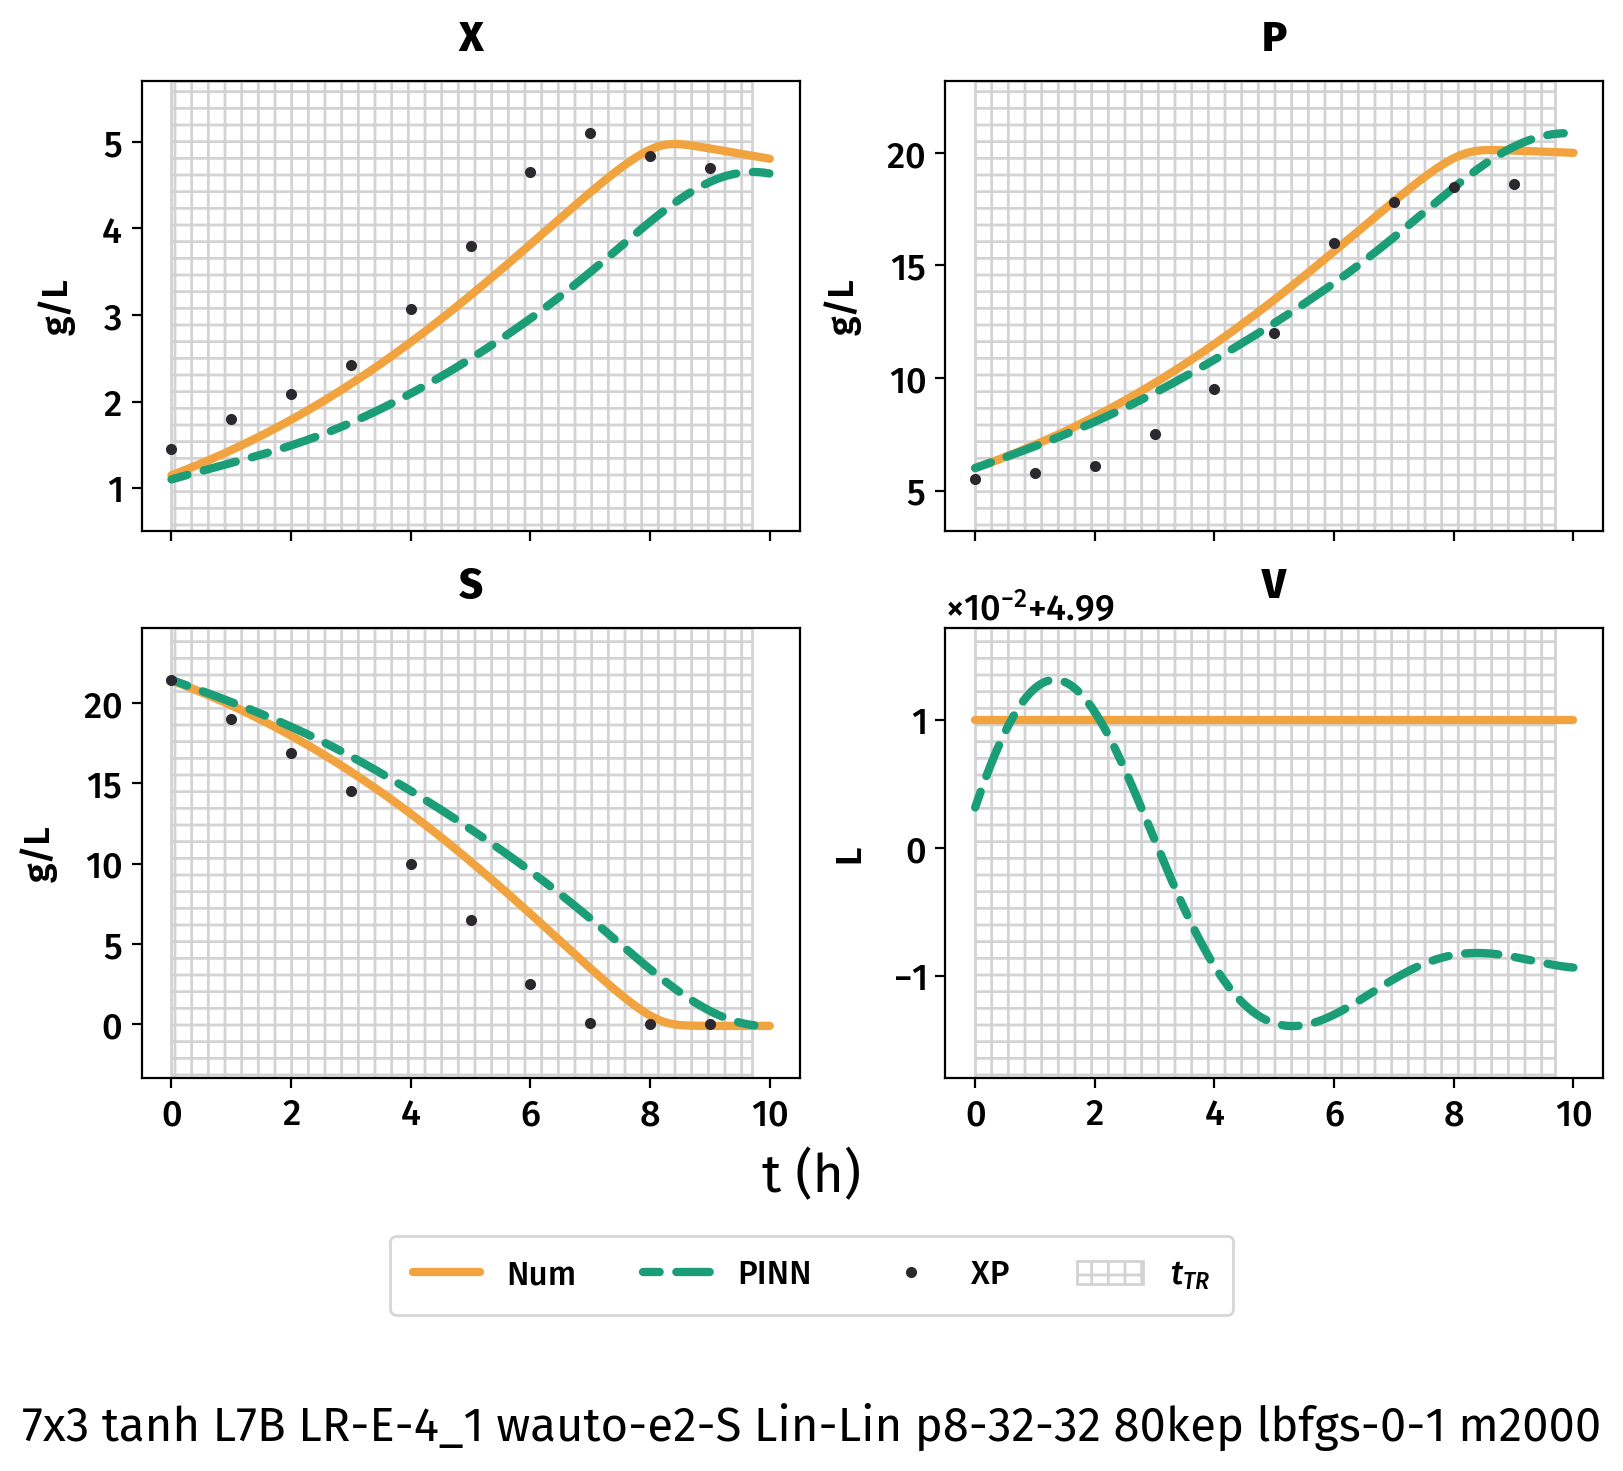 X
P
g/L
5
4
3
2
1
g/L
20
15
10
5
S
V
×10⁻²+4.99
g/L
20
15
10
5
0
L
1
0
−1
0 2 4 6 8 10
0 2 4 6 8 10
t (h)
Num PINN XP t_TR
7x3 tanh L7B LR-E-4_1 wauto-e2-S Lin-Lin p8-32-32 80kep lbfgs-0-1 m2000